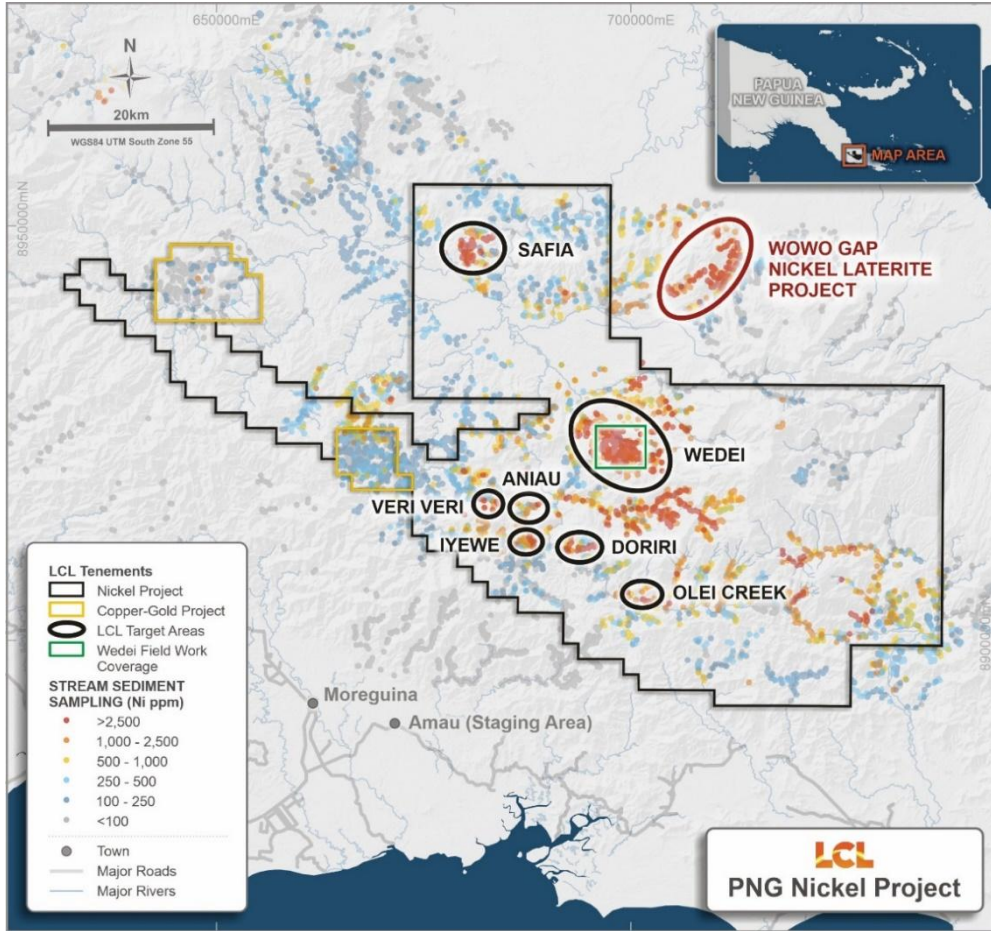 650000mE
700000mE
N
20km
WGS84 UTM South Zone 55
PAPUA
NEW GUINEA
MAP AREA
8950000mN
SAFIA
WOWO GAP
NICKEL LATERITE
PROJECT
WEDEI
ANIAU
VERI VERI
IYEWE
DORIRI
OLEI CREEK
8900000mN
Moreguina
Amau (Staging Area)
LCL Tenements
Nickel Project
Copper-Gold Project
LCL Target Areas
Wedei Field Work
Coverage
STREAM SEDIMENT
SAMPLING (Ni ppm)
>2,500
1,000 - 2,500
500 - 1,000
250 - 500
100 - 250
<100
Town
Major Roads
Major Rivers
LCL
PNG Nickel Project